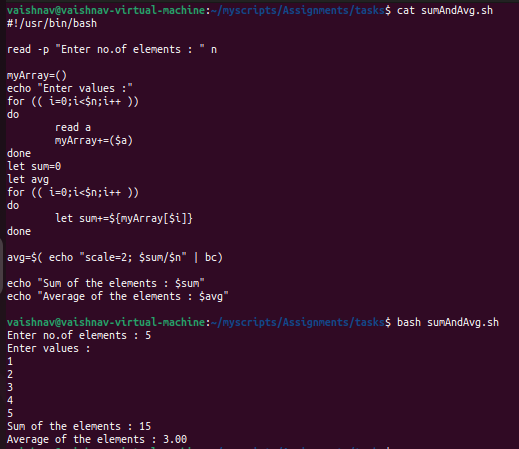 vaishnav@vaishnav-virtual-machine:~/myscripts/Assignments/tasks$ cat sumAndAvg.sh
#!/usr/bin/bash
read -p "Enter no.of elements : " n
myArray=()
echo "Enter values :"
for (( i=0;i<$n;i++ ))
do
        read a
        myArray+=($a)
done
let sum=0
let avg
for (( i=0;i<$n;i++ ))
do
        let sum+=${myArray[$i]}
done
avg=$( echo "scale=2; $sum/$n" | bc)
echo "Sum of the elements : $sum"
echo "Average of the elements : $avg"
vaishnav@vaishnav-virtual-machine:~/myscripts/Assignments/tasks$ bash sumAndAvg.sh
Enter no.of elements : 5
Enter values :
1
2
3
4
5
Sum of the elements : 15
Average of the elements : 3.00